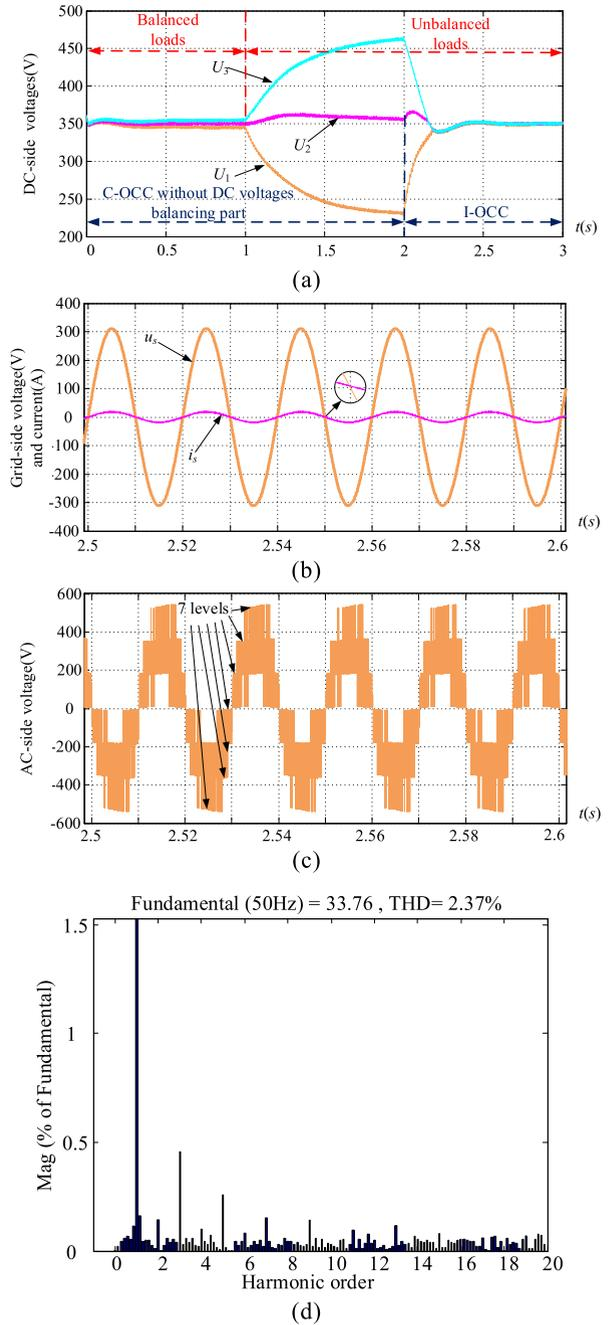 500
450
400
350
300
250
200
DC-side voltages(V)
Balanced
loads
Unbalanced
loads
U3
U2
U1
C-OCC without DC voltages
balancing part
I-OCC
0
0.5
1
1.5
2
2.5
3
t(s)
(a)
400
300
200
100
0
-100
-200
-300
-400
Grid-side voltage(V)
and current(A)
us
is
2.5
2.52
2.54
2.56
2.58
2.6
t(s)
(b)
600
400
200
0
-200
-400
-600
AC-side voltage(V)
7 levels
2.5
2.52
2.54
2.56
2.58
2.6
t(s)
(c)
Fundamental (50Hz) = 33.76 , THD= 2.37%
1.5
1
0.5
0
Mag (% of Fundamental)
0
2
4
6
8
10
12
14
16
18
20
Harmonic order
(d)